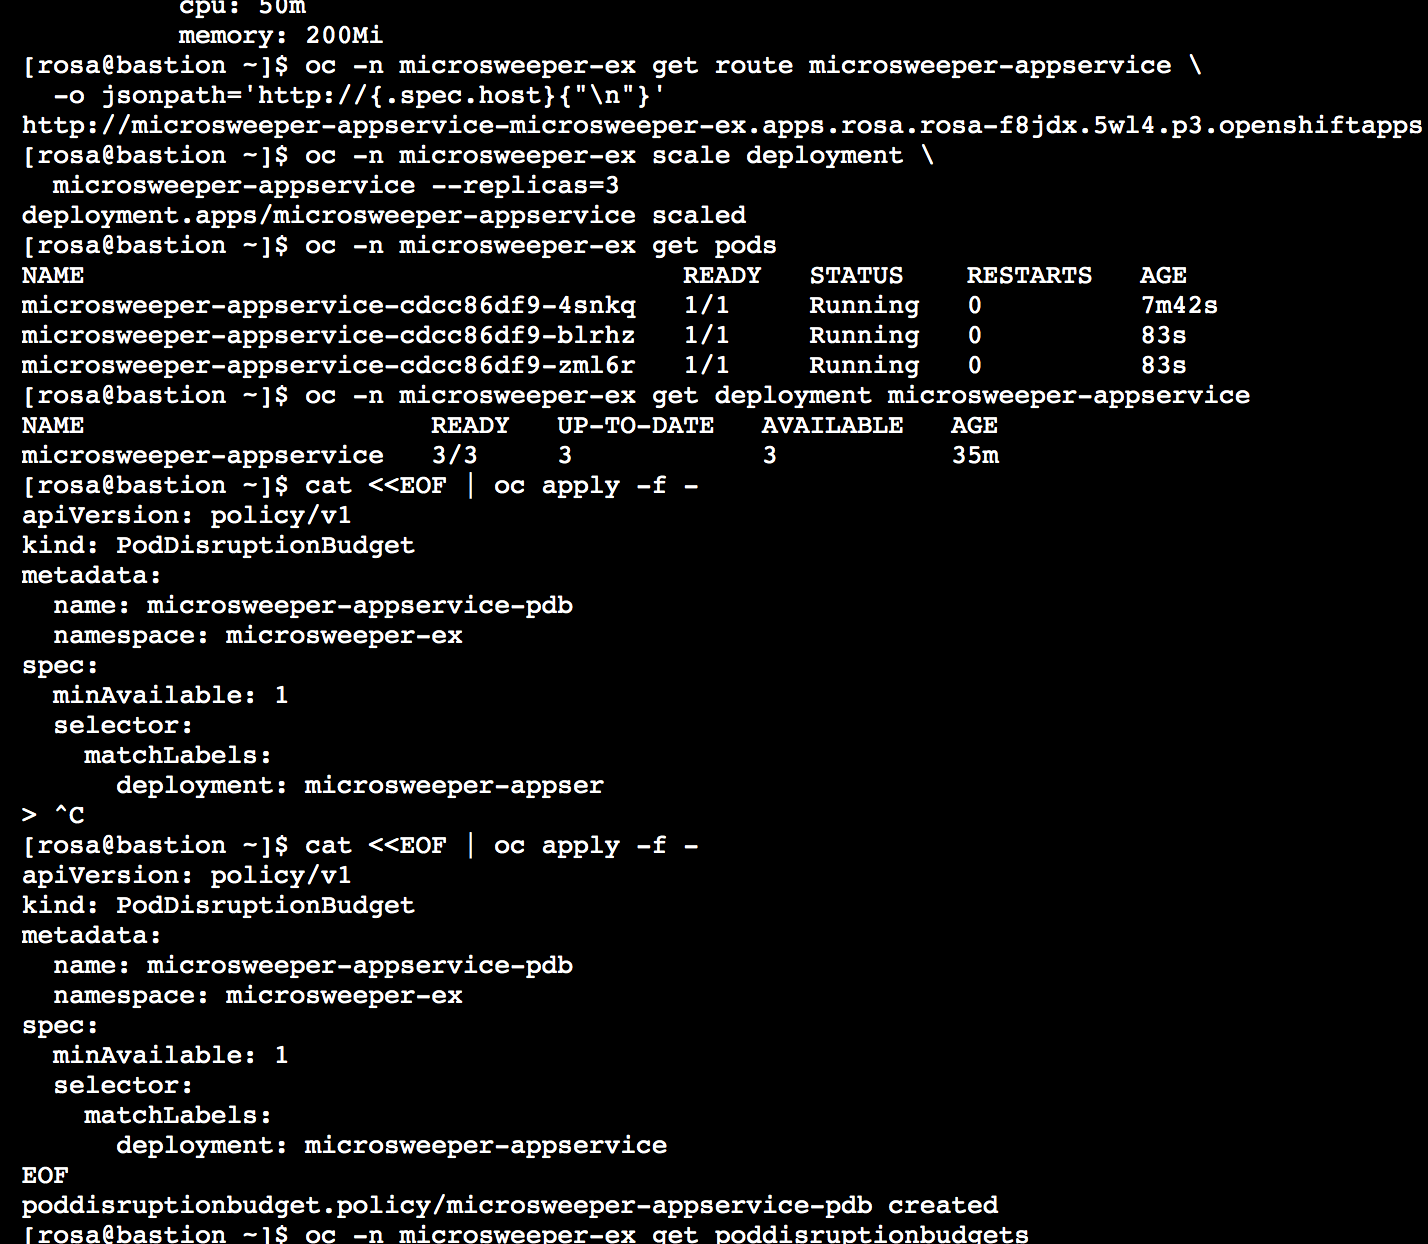 cpu: 50m
memory: 200Mi
[rosa@bastion ~]$ oc -n microsweeper-ex get route microsweeper-appservice \
  -o jsonpath='http://{.spec.host}{"\n"}'
http://microsweeper-appservice-microsweeper-ex.apps.rosa.rosa-f8jdx.5wl4.p3.openshiftapps
[rosa@bastion ~]$ oc -n microsweeper-ex scale deployment \
  microsweeper-appservice --replicas=3
deployment.apps/microsweeper-appservice scaled
[rosa@bastion ~]$ oc -n microsweeper-ex get pods
NAME                                      READY   STATUS    RESTARTS   AGE
microsweeper-appservice-cdcc86df9-4snkq   1/1     Running   0          7m42s
microsweeper-appservice-cdcc86df9-blrhz   1/1     Running   0          83s
microsweeper-appservice-cdcc86df9-zml6r   1/1     Running   0          83s
[rosa@bastion ~]$ oc -n microsweeper-ex get deployment microsweeper-appservice
NAME                      READY   UP-TO-DATE   AVAILABLE   AGE
microsweeper-appservice   3/3     3            3           35m
[rosa@bastion ~]$ cat <<EOF | oc apply -f -
apiVersion: policy/v1
kind: PodDisruptionBudget
metadata:
  name: microsweeper-appservice-pdb
  namespace: microsweeper-ex
spec:
  minAvailable: 1
  selector:
    matchLabels:
      deployment: microsweeper-appser
> ^C
[rosa@bastion ~]$ cat <<EOF | oc apply -f -
apiVersion: policy/v1
kind: PodDisruptionBudget
metadata:
  name: microsweeper-appservice-pdb
  namespace: microsweeper-ex
spec:
  minAvailable: 1
  selector:
    matchLabels:
      deployment: microsweeper-appservice
EOF
poddisruptionbudget.policy/microsweeper-appservice-pdb created
[rosa@bastion ~]$ oc -n microsweeper-ex get poddisruptionbudgets